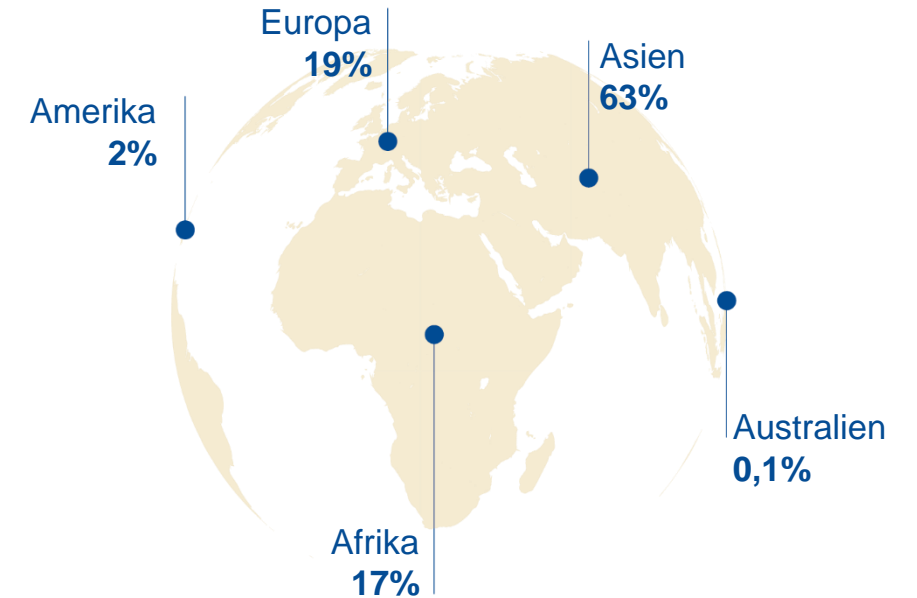 Europa
19%
Asien
63%
Amerika
2%
Australien
0,1%
Afrika
17%